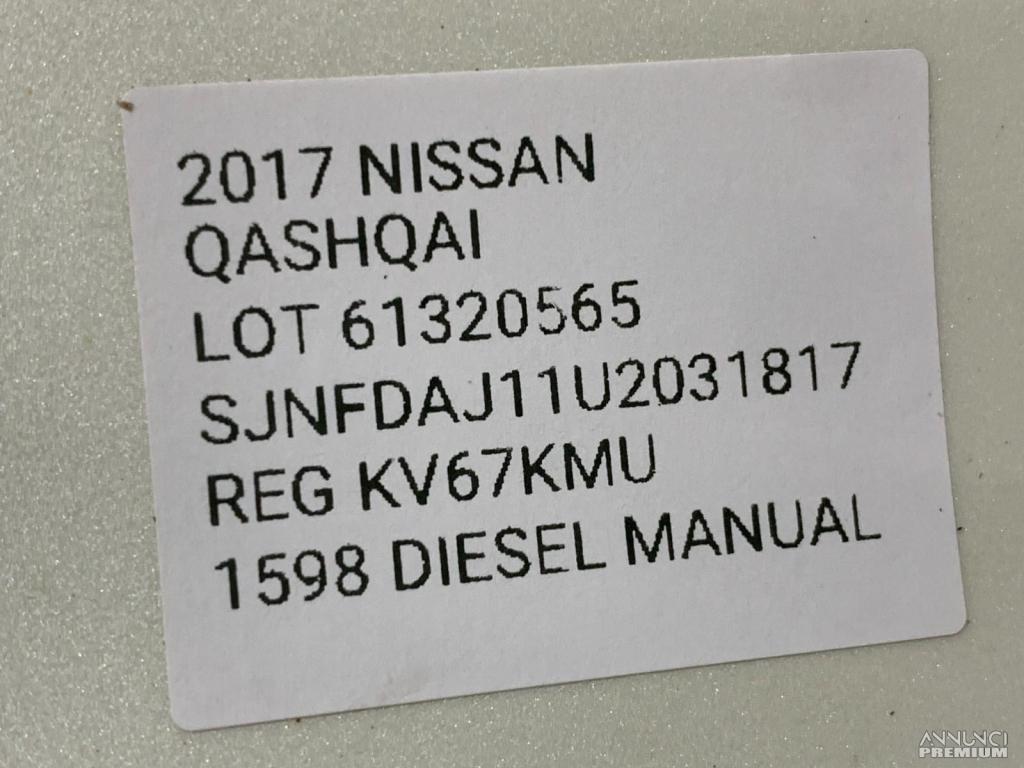 2017 NISSAN
QASHQAI
LOT 61320565
SJNFDAJ11U2031817
REG KV67KMU
1598 DIESEL MANUAL
ANNUNCI
PREMIUM